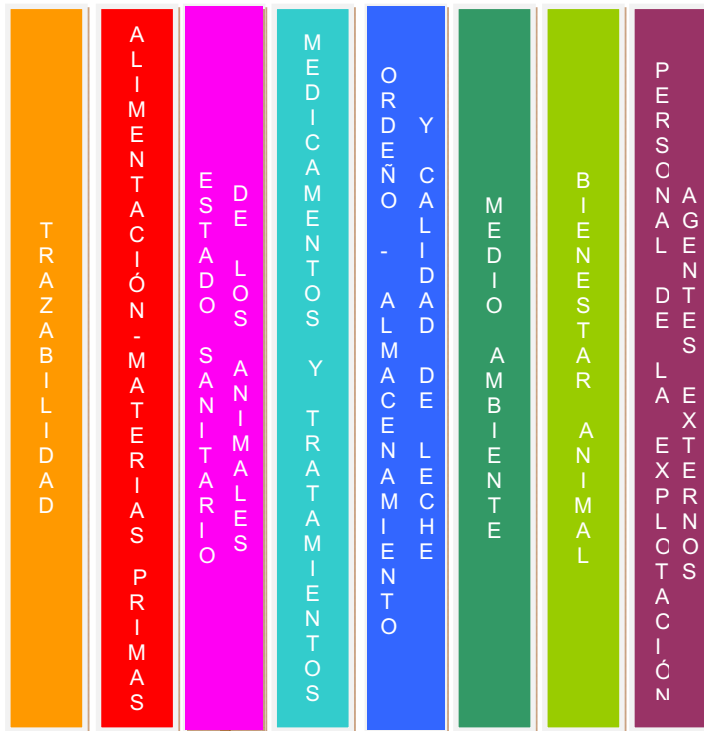 TRAZABILIDAD
ALIMENTACIÓN-MATERIAS PRIMAS
ESTADO SANITARIO
DE LOS ANIMALES
MEDICAMENTOS Y TRATAMIENTOS
ORDEÑO - ALMACENAMIENTO
Y CALIDAD DE LECHE
MEDIO AMBIENTE
BIENESTAR ANIMAL
PERSONAL DE LA EXPLOTACIÓN
AGENTES EXTERNOS